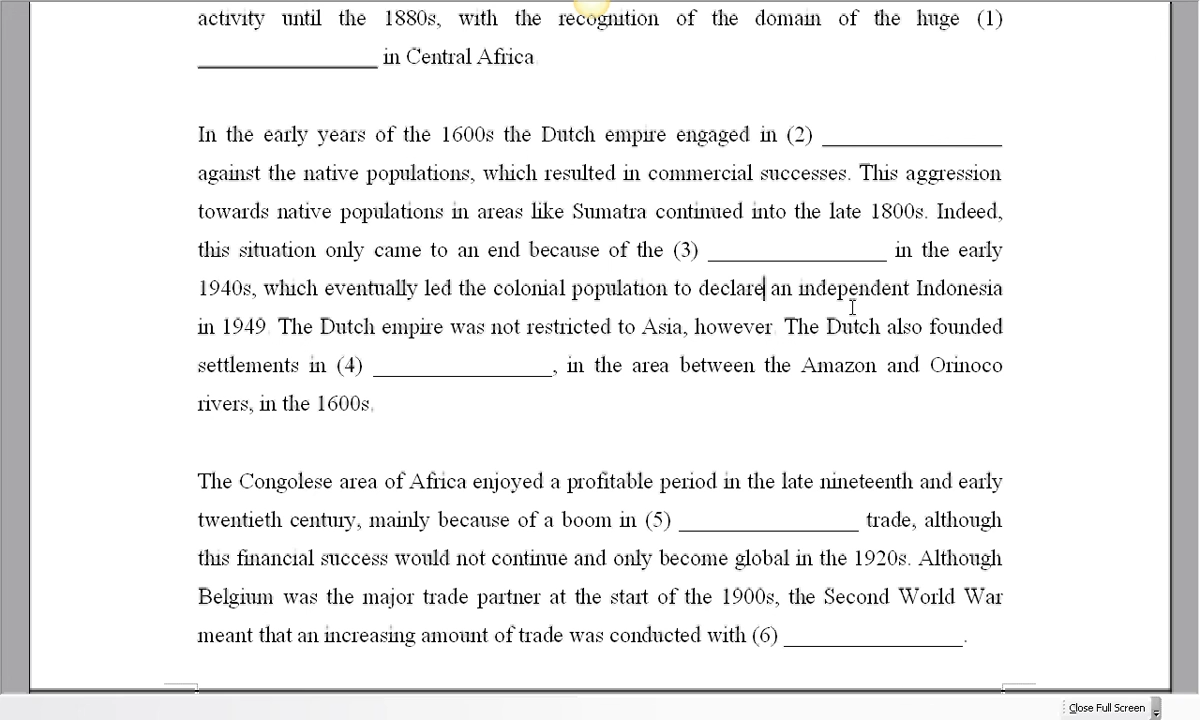 activity until the 1880s, with the recognition of the domain of the huge (1)
__________________ in Central Africa.
In the early years of the 1600s the Dutch empire engaged in (2) __________________
against the native populations, which resulted in commercial successes. This aggression
towards native populations in areas like Sumatra continued into the late 1800s. Indeed,
this situation only came to an end because of the (3) __________________ in the early
1940s, which eventually led the colonial population to declare an independent Indonesia
in 1949. The Dutch empire was not restricted to Asia, however. The Dutch also founded
settlements in (4) __________________, in the area between the Amazon and Orinoco
rivers, in the 1600s.
The Congolese area of Africa enjoyed a profitable period in the late nineteenth and early
twentieth century, mainly because of a boom in (5) __________________ trade, although
this financial success would not continue and only become global in the 1920s. Although
Belgium was the major trade partner at the start of the 1900s, the Second World War
meant that an increasing amount of trade was conducted with (6) __________________.
Close Full Screen